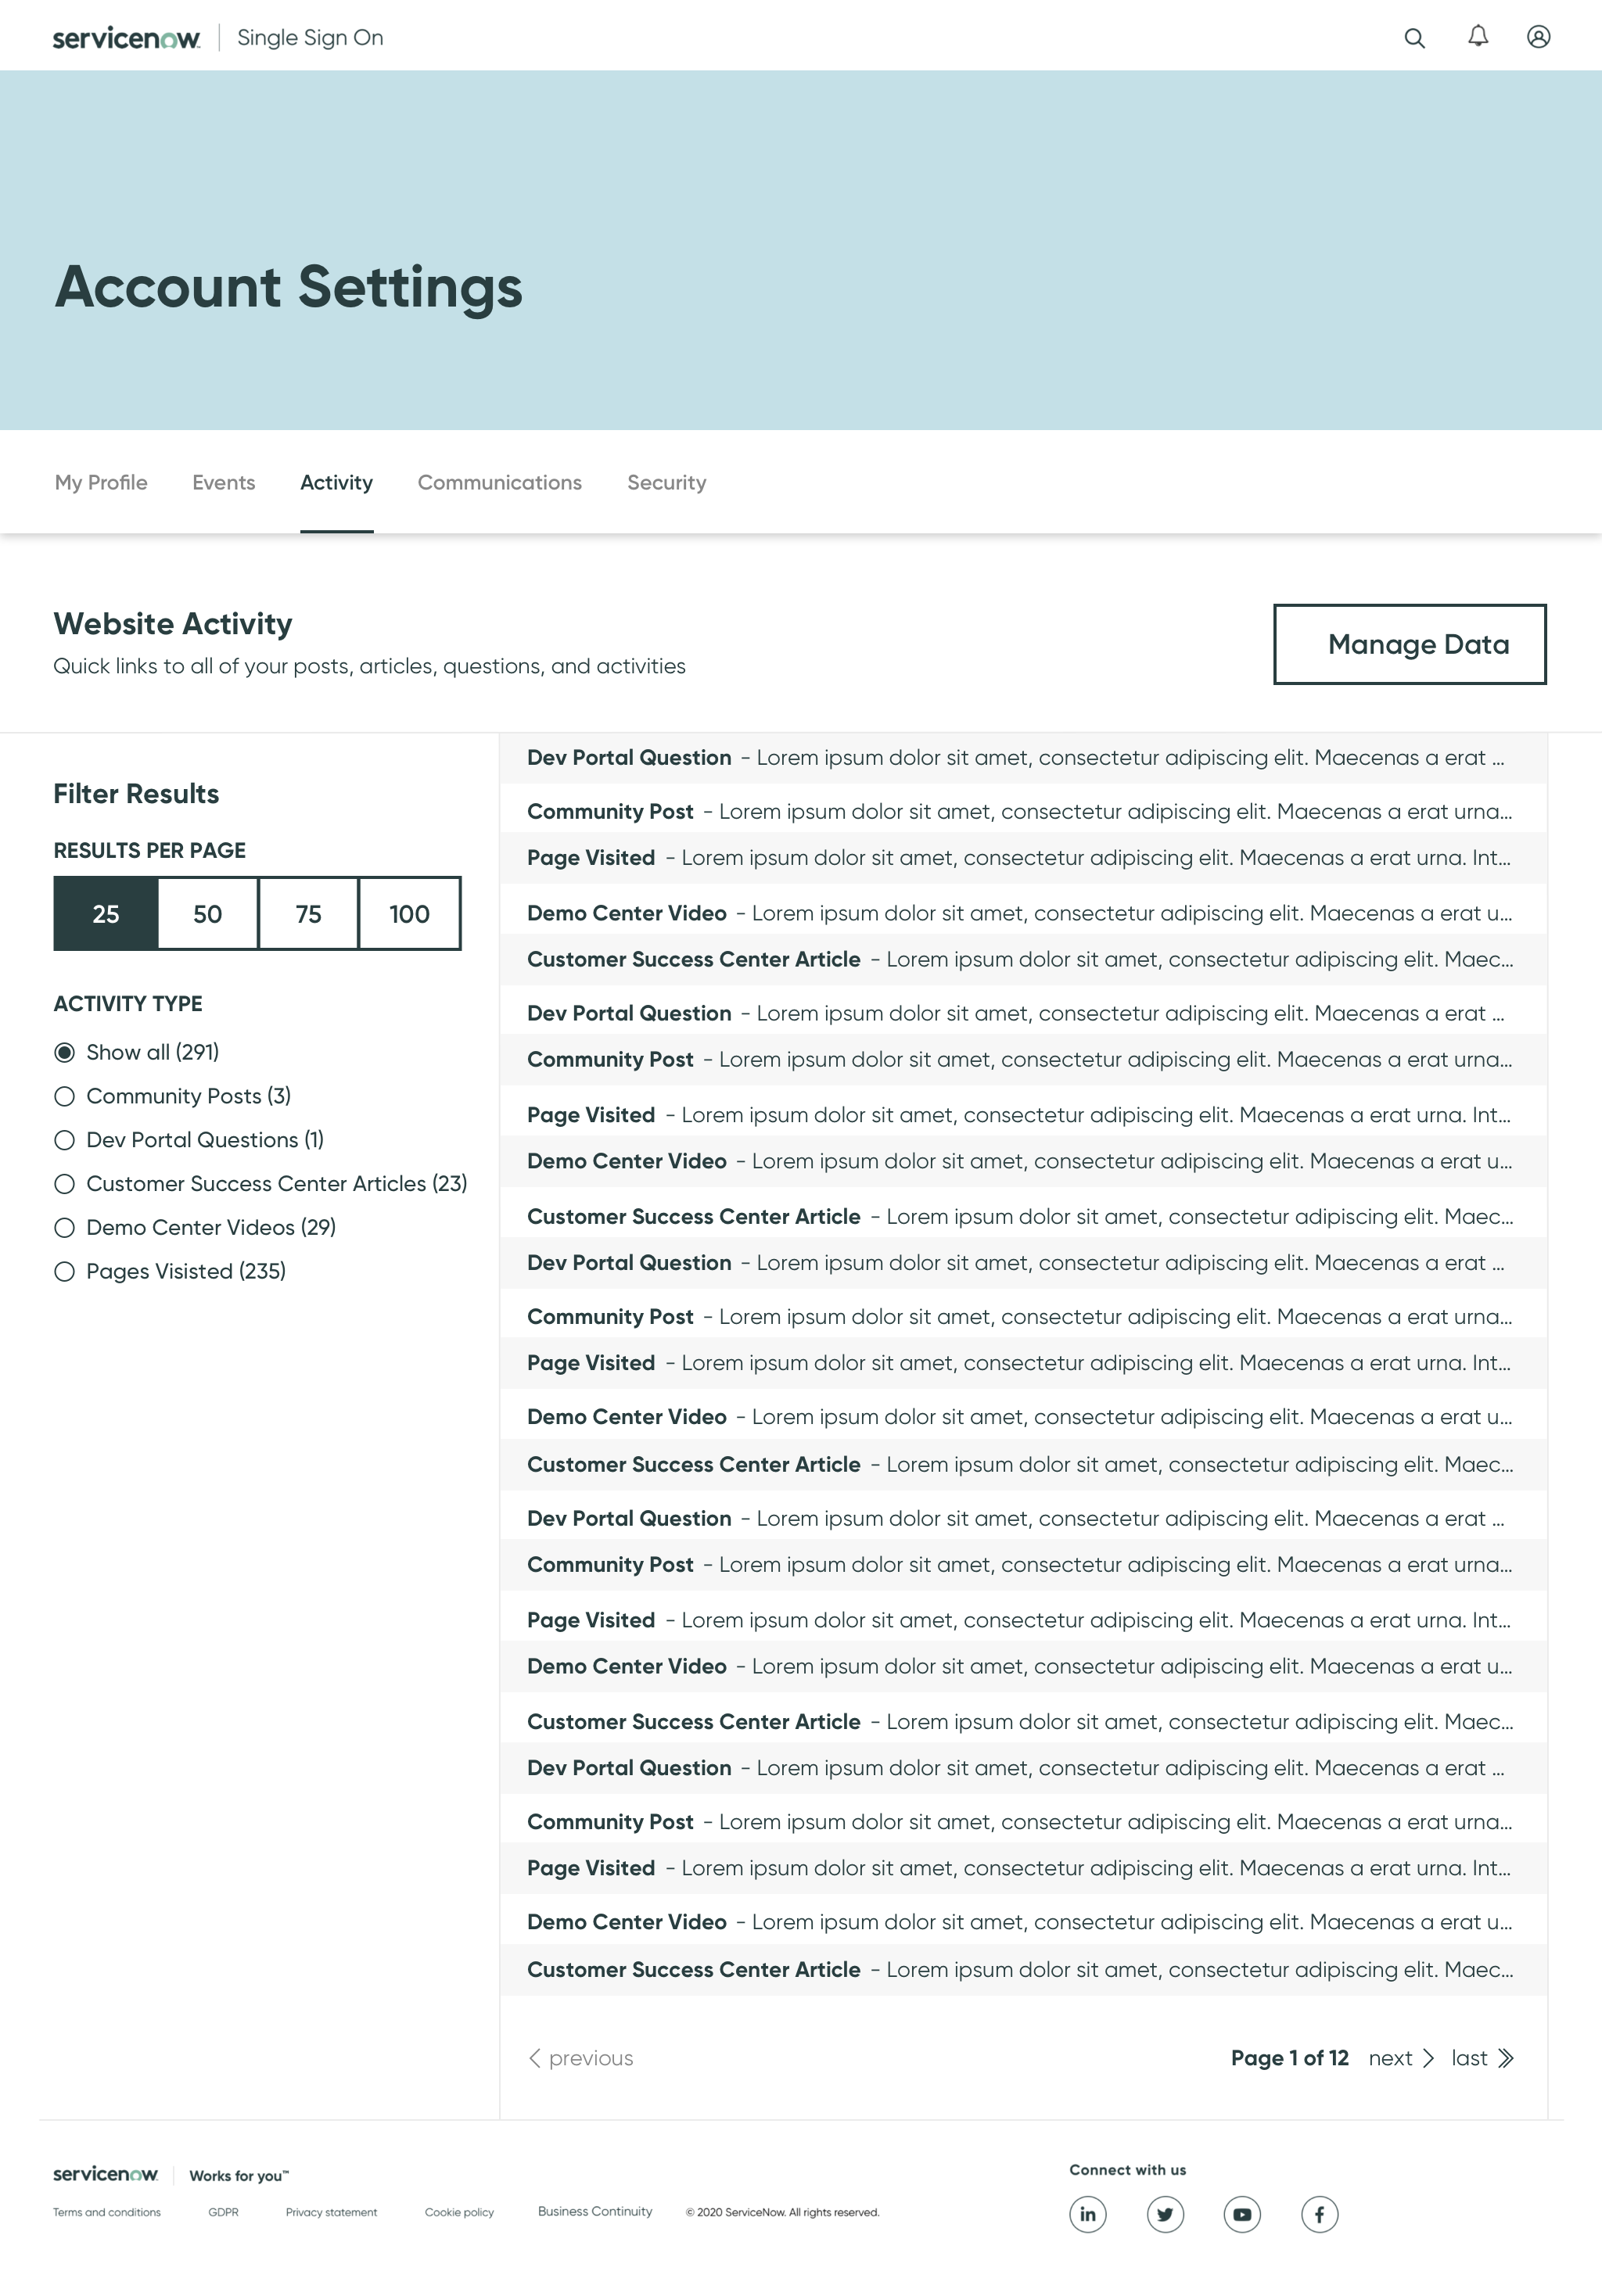 servicenow Single Sign On
Account Settings
My Profile Events Activity Communications Security
Website Activity
Quick links to all of your posts, articles, questions, and activities
Manage Data
Filter Results
RESULTS PER PAGE
25 50 75 100
ACTIVITY TYPE
Show all (291)
Community Posts (3)
Dev Portal Questions (1)
Customer Success Center Articles (23)
Demo Center Videos (29)
Pages Visisted (235)
Dev Portal Question - Lorem ipsum dolor sit amet, consectetur adipiscing elit. Maecenas a erat ...
Community Post - Lorem ipsum dolor sit amet, consectetur adipiscing elit. Maecenas a erat urna...
Page Visited - Lorem ipsum dolor sit amet, consectetur adipiscing elit. Maecenas a erat urna. Int...
Demo Center Video - Lorem ipsum dolor sit amet, consectetur adipiscing elit. Maecenas a erat u...
Customer Success Center Article - Lorem ipsum dolor sit amet, consectetur adipiscing elit. Maec...
Dev Portal Question - Lorem ipsum dolor sit amet, consectetur adipiscing elit. Maecenas a erat ...
Community Post - Lorem ipsum dolor sit amet, consectetur adipiscing elit. Maecenas a erat urna...
Page Visited - Lorem ipsum dolor sit amet, consectetur adipiscing elit. Maecenas a erat urna. Int...
Demo Center Video - Lorem ipsum dolor sit amet, consectetur adipiscing elit. Maecenas a erat u...
Customer Success Center Article - Lorem ipsum dolor sit amet, consectetur adipiscing elit. Maec...
Dev Portal Question - Lorem ipsum dolor sit amet, consectetur adipiscing elit. Maecenas a erat ...
Community Post - Lorem ipsum dolor sit amet, consectetur adipiscing elit. Maecenas a erat urna...
Page Visited - Lorem ipsum dolor sit amet, consectetur adipiscing elit. Maecenas a erat urna. Int...
Demo Center Video - Lorem ipsum dolor sit amet, consectetur adipiscing elit. Maecenas a erat u...
Customer Success Center Article - Lorem ipsum dolor sit amet, consectetur adipiscing elit. Maec...
Dev Portal Question - Lorem ipsum dolor sit amet, consectetur adipiscing elit. Maecenas a erat ...
Community Post - Lorem ipsum dolor sit amet, consectetur adipiscing elit. Maecenas a erat urna...
Page Visited - Lorem ipsum dolor sit amet, consectetur adipiscing elit. Maecenas a erat urna. Int...
Demo Center Video - Lorem ipsum dolor sit amet, consectetur adipiscing elit. Maecenas a erat u...
Customer Success Center Article - Lorem ipsum dolor sit amet, consectetur adipiscing elit. Maec...
Dev Portal Question - Lorem ipsum dolor sit amet, consectetur adipiscing elit. Maecenas a erat ...
Community Post - Lorem ipsum dolor sit amet, consectetur adipiscing elit. Maecenas a erat urna...
Page Visited - Lorem ipsum dolor sit amet, consectetur adipiscing elit. Maecenas a erat urna. Int...
Demo Center Video - Lorem ipsum dolor sit amet, consectetur adipiscing elit. Maecenas a erat u...
Customer Success Center Article - Lorem ipsum dolor sit amet, consectetur adipiscing elit. Maec...
previous Page 1 of 12 next last
servicenow Works for you™
Terms and conditions GDPR Privacy statement Cookie policy Business Continuity © 2020 ServiceNow. All rights reserved.
Connect with us